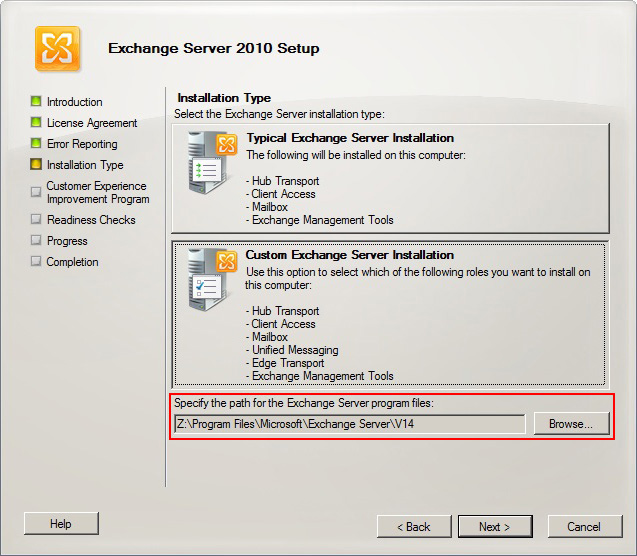 Exchange Server 2010 Setup
Introduction
License Agreement
Error Reporting
Installation Type
Customer Experience
Improvement Program
Readiness Checks
Progress
Completion
Installation Type
Select the Exchange Server installation type:
Typical Exchange Server Installation
The following will be installed on this computer:
- Hub Transport
- Client Access
- Mailbox
- Exchange Management Tools
Custom Exchange Server Installation
Use this option to select which of the following roles you want to install on
this computer:
- Hub Transport
- Client Access
- Mailbox
- Unified Messaging
- Edge Transport
- Exchange Management Tools
Specify the path for the Exchange Server program files:
Z:\Program Files\Microsoft\Exchange Server\V14
Browse...
Help
< Back
Next >
Cancel